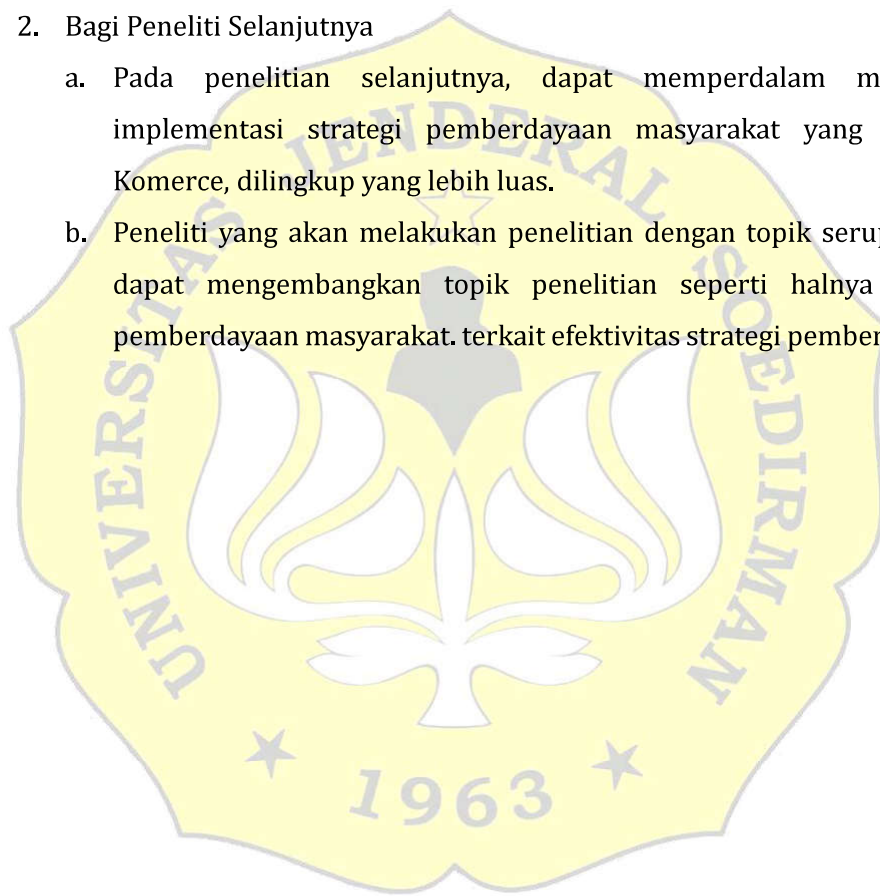 2. Bagi Peneliti Selanjutnya
a. Pada penelitian selanjutnya, dapat memperdalam
implementasi strategi pemberdayaan masyarakat yang
Komerce, dilingkup yang lebih luas.
b. Peneliti yang akan melakukan penelitian dengan topik
dapat mengembangkan topik penelitian seperti halnya
pemberdayaan masyarakat. terkait efektivitas strategi
UNIVERSITAS JENDERAL SOEDIRMAN
1963